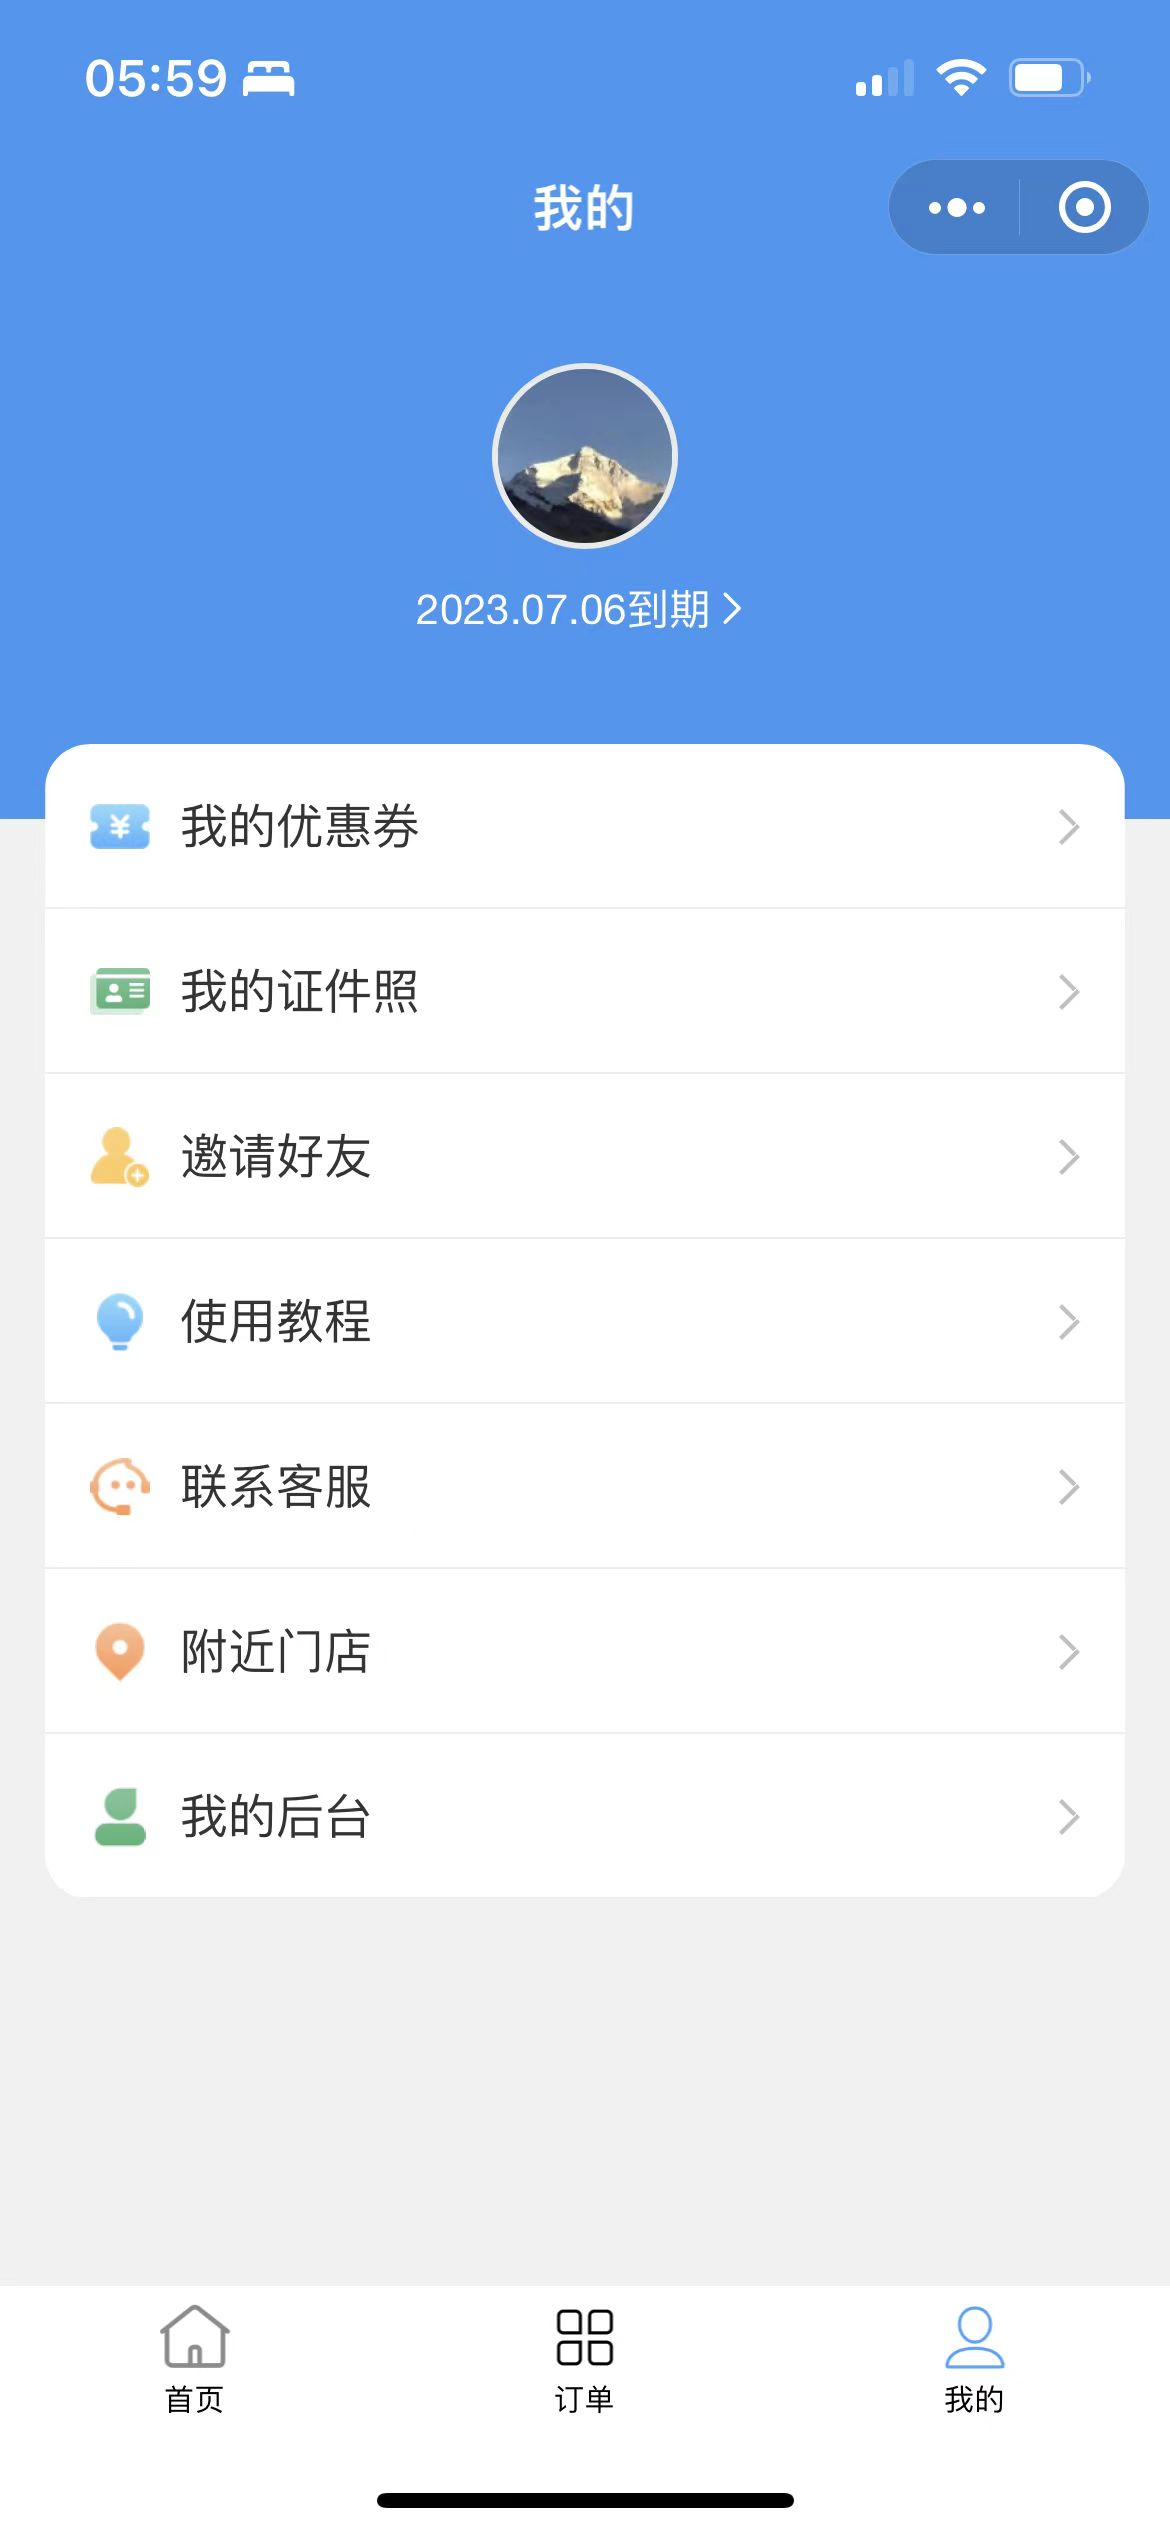 05:59
我的
2023.07.06到期
我的优惠券
我的证件照
邀请好友
使用教程
联系客服
附近门店
我的后台
首页
订单
我的